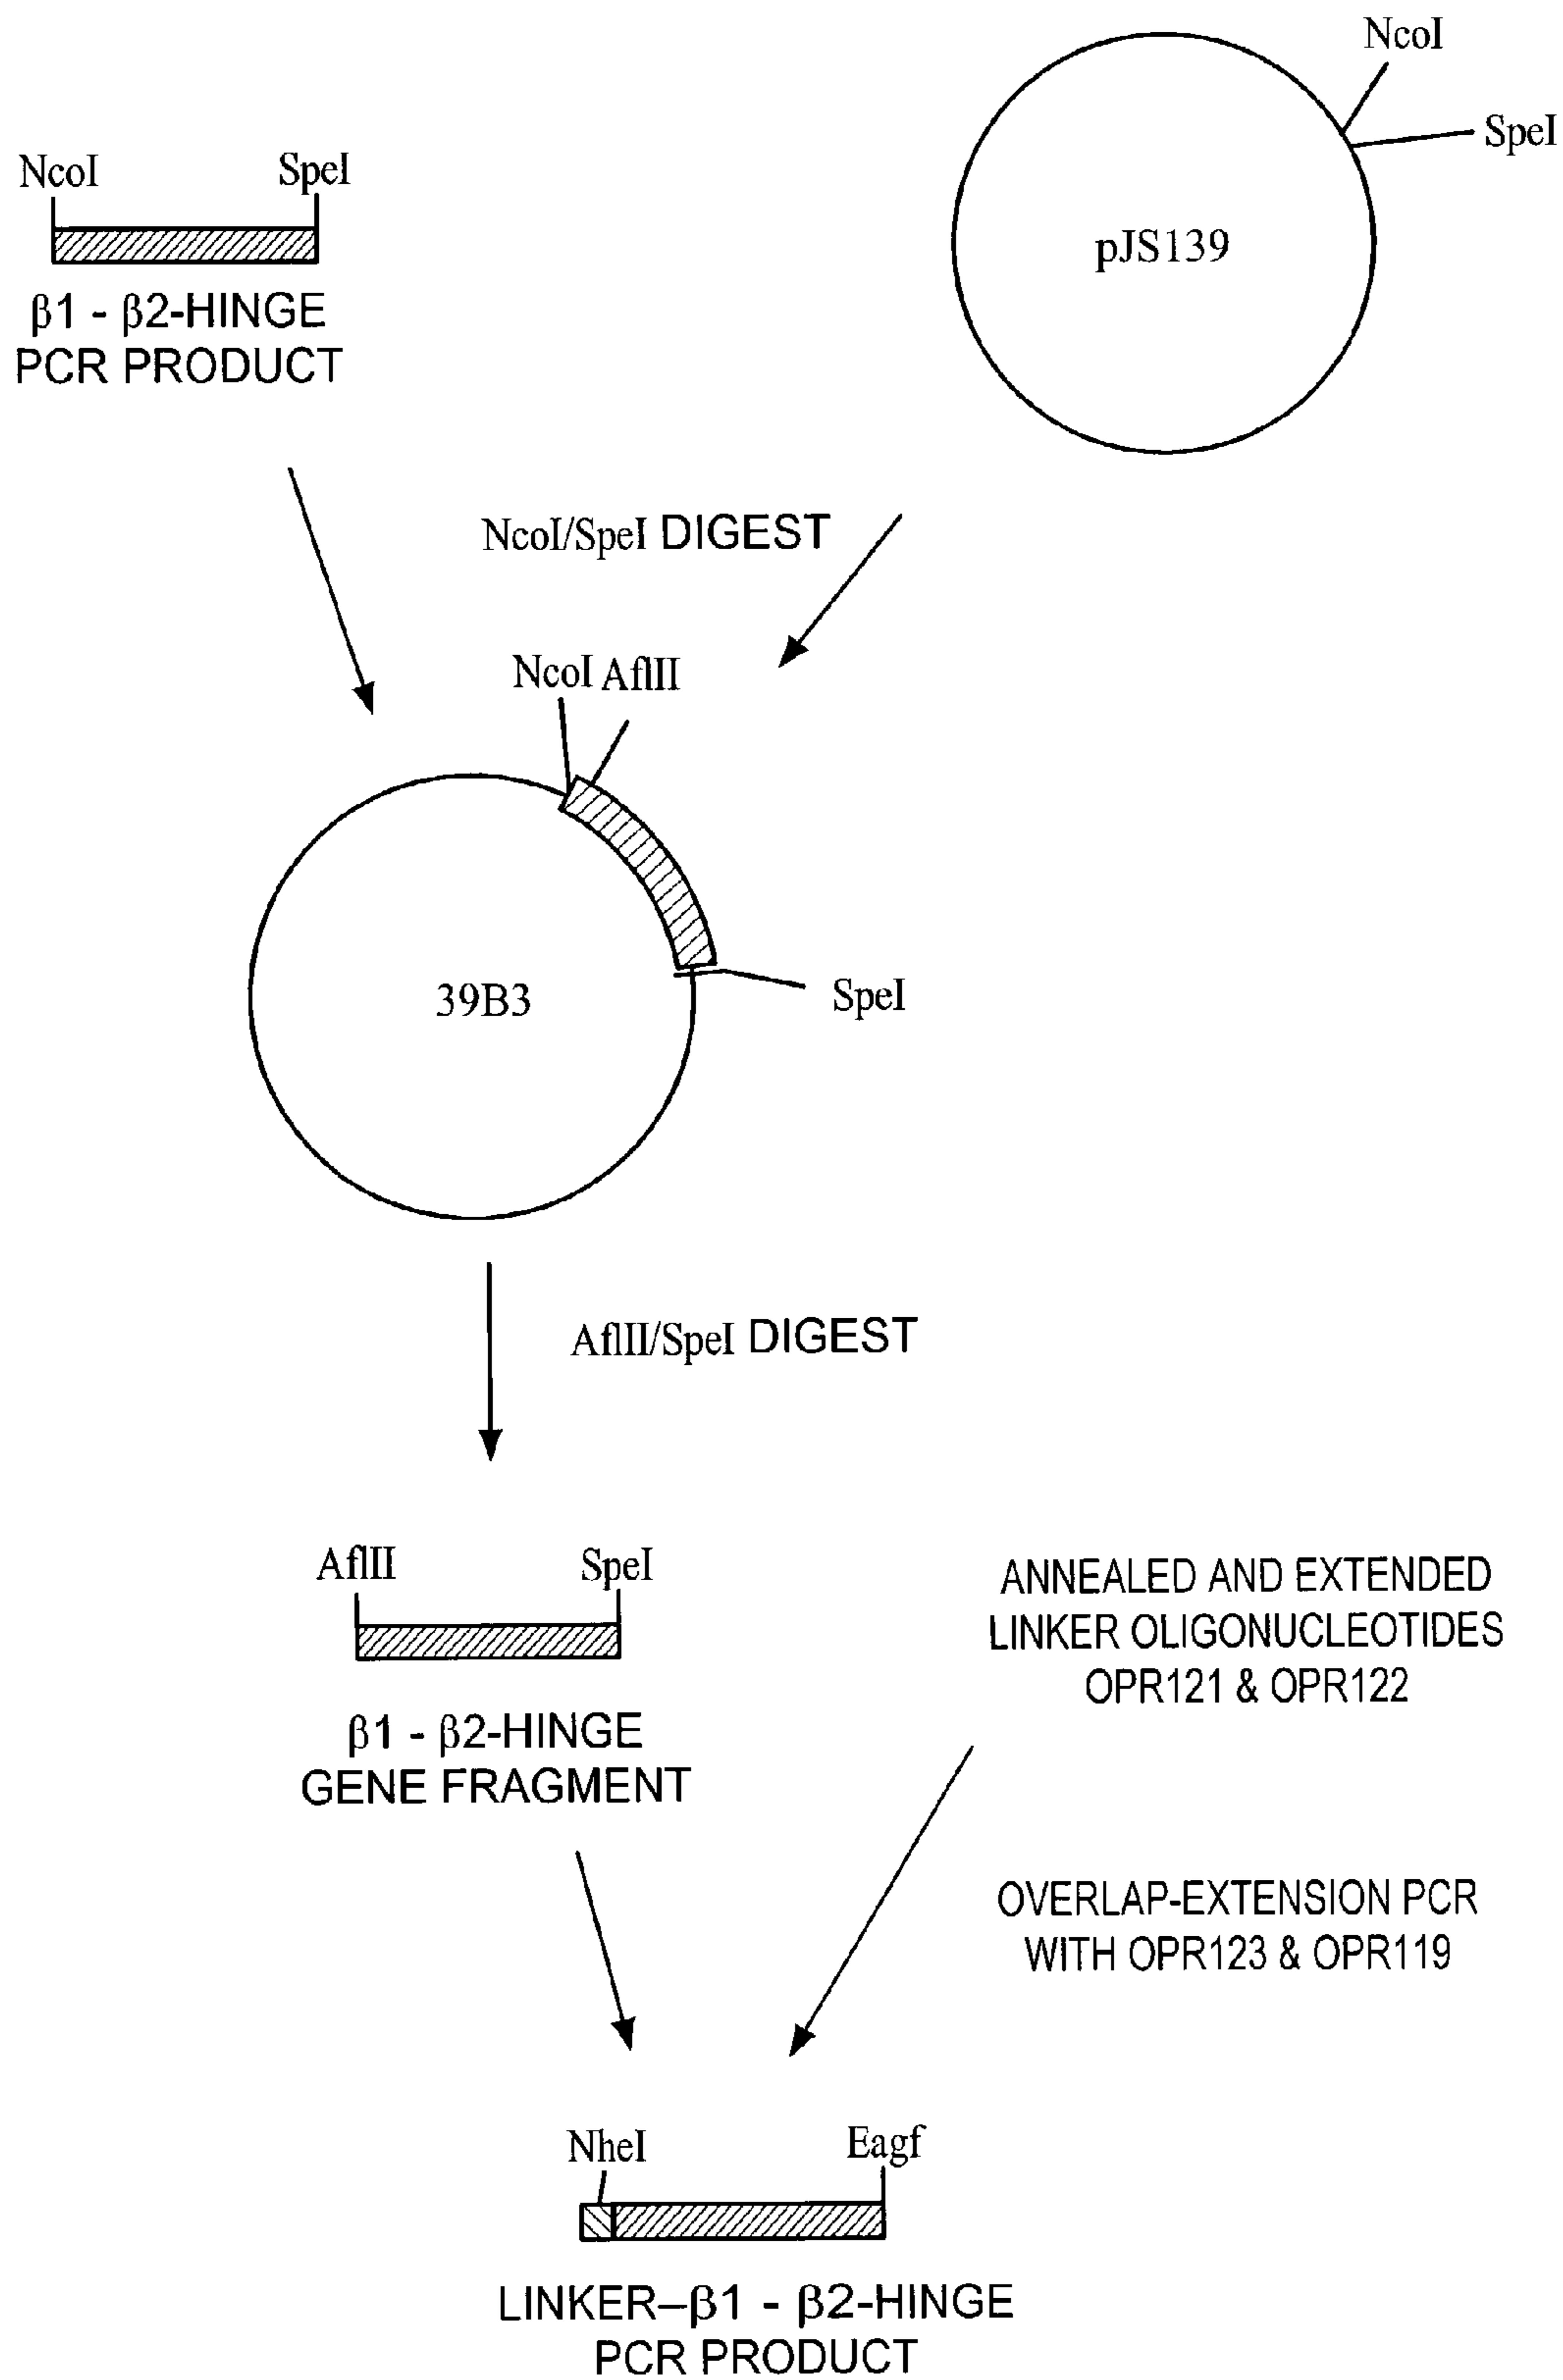 NcoI
SpeI
pJS139
NcoI
SpeI
β1 - β2-HINGE
PCR PRODUCT
NcoI/SpeI DIGEST
NcoI AflII
39B3
SpeI
AflII/SpeI DIGEST
AflII
SpeI
β1 - β2-HINGE
GENE FRAGMENT
ANNEALED AND EXTENDED
LINKER OLIGONUCLEOTIDES
OPR121 & OPR122
OVERLAP-EXTENSION PCR
WITH OPR123 & OPR119
NheI
Eagf
LINKER–β1 - β2-HINGE
PCR PRODUCT